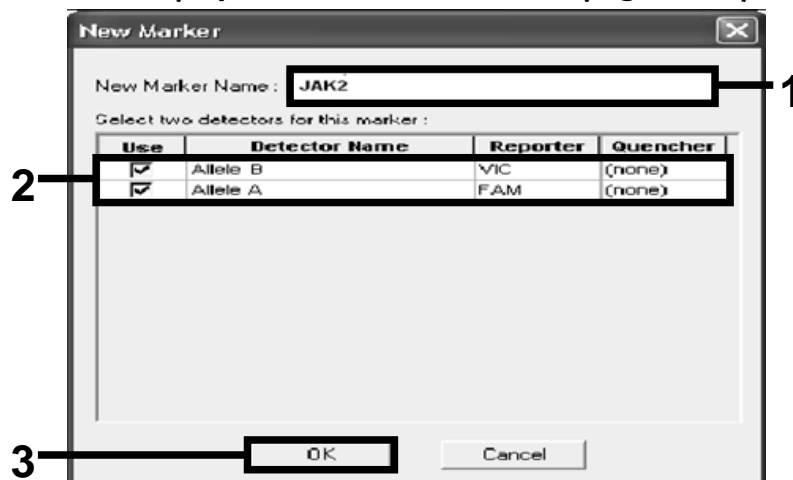 New Marker
New Marker Name : JAK2
1
Select two detectors for this marker :
Use Detector Name Reporter Quencher
2
Allele B VIC (none)
Allele A FAM (none)
3
OK Cancel